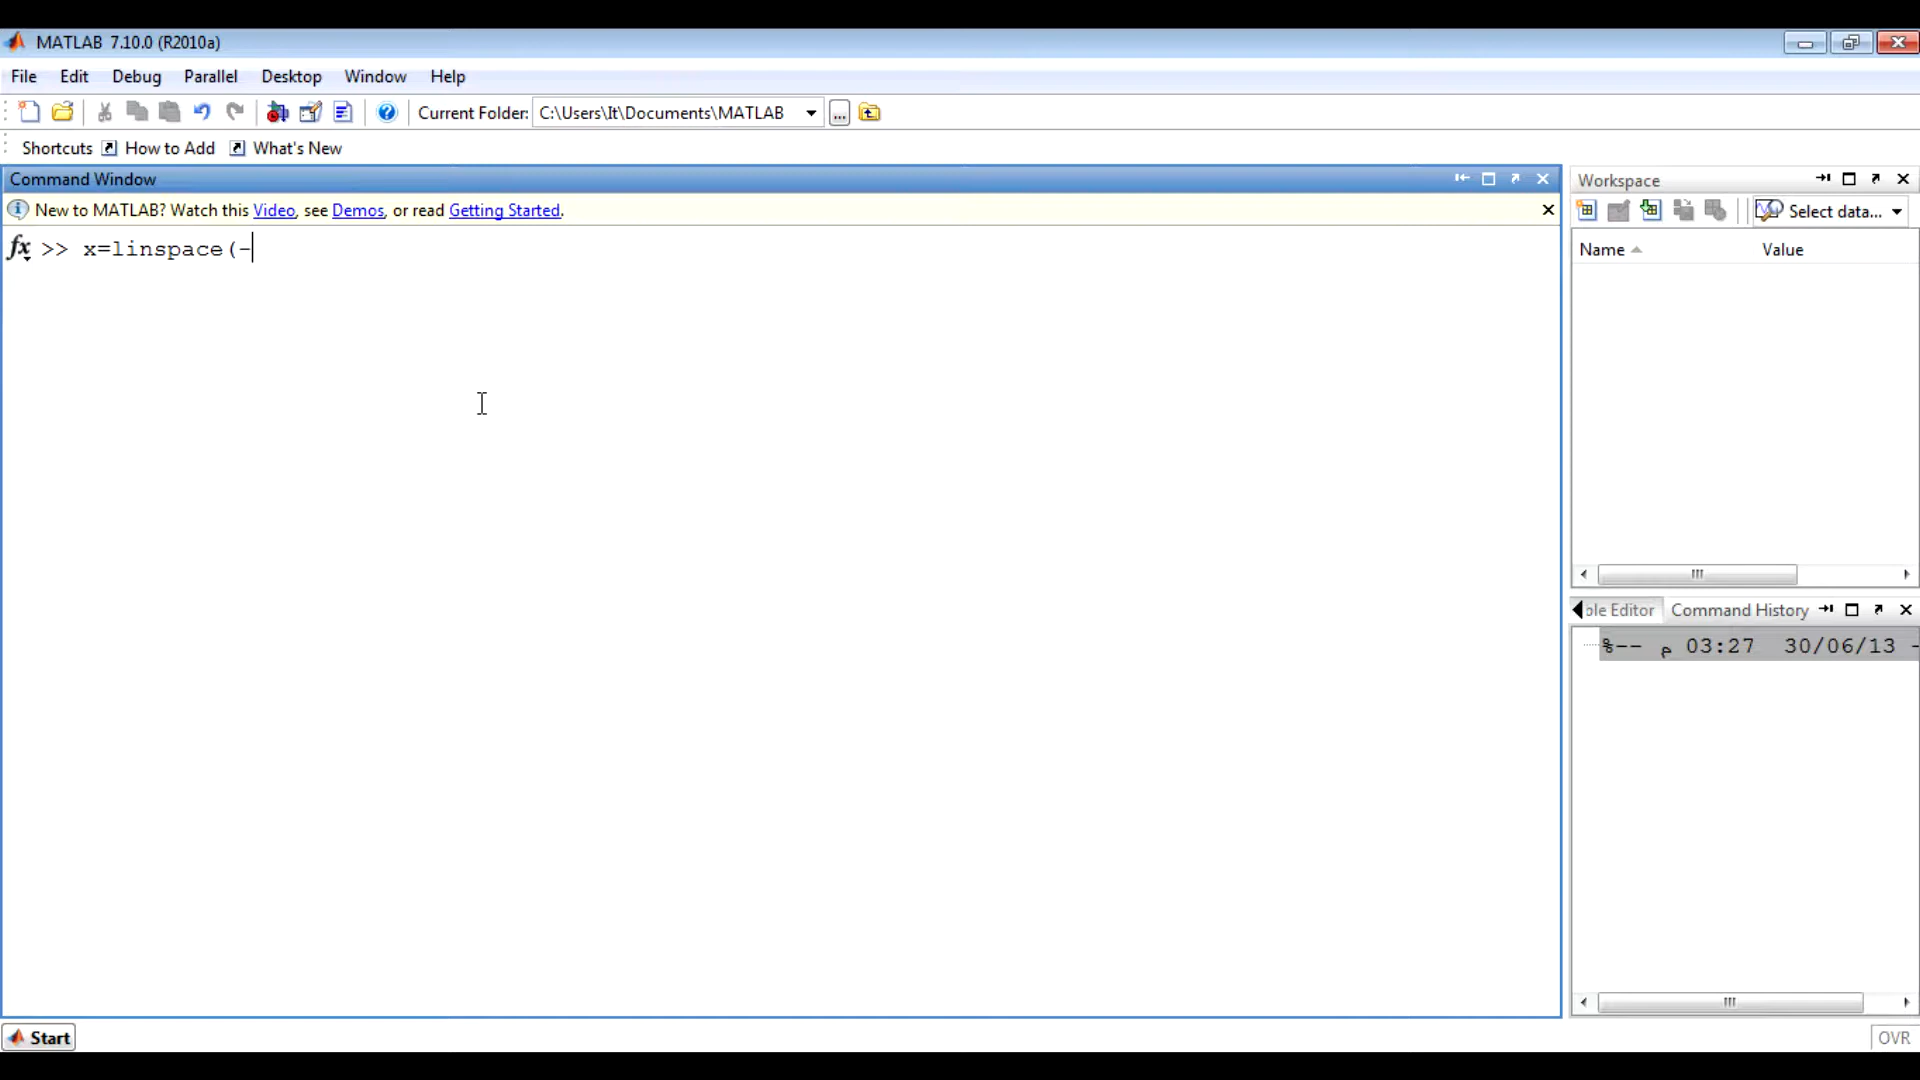 MATLAB 7.10.0 (R2010a)
File Edit Debug Parallel Desktop Window Help
Current Folder: C:\Users\It\Documents\MATLAB ...
Shortcuts How to Add What's New
Command Window
New to MATLAB? Watch this Video, see Demos, or read Getting Started.
fx >> x=linspace(-
Workspace
Select data...
Name Value
ple Editor Command History
%-- م 03:27 30/06/13 -
Start
OVR